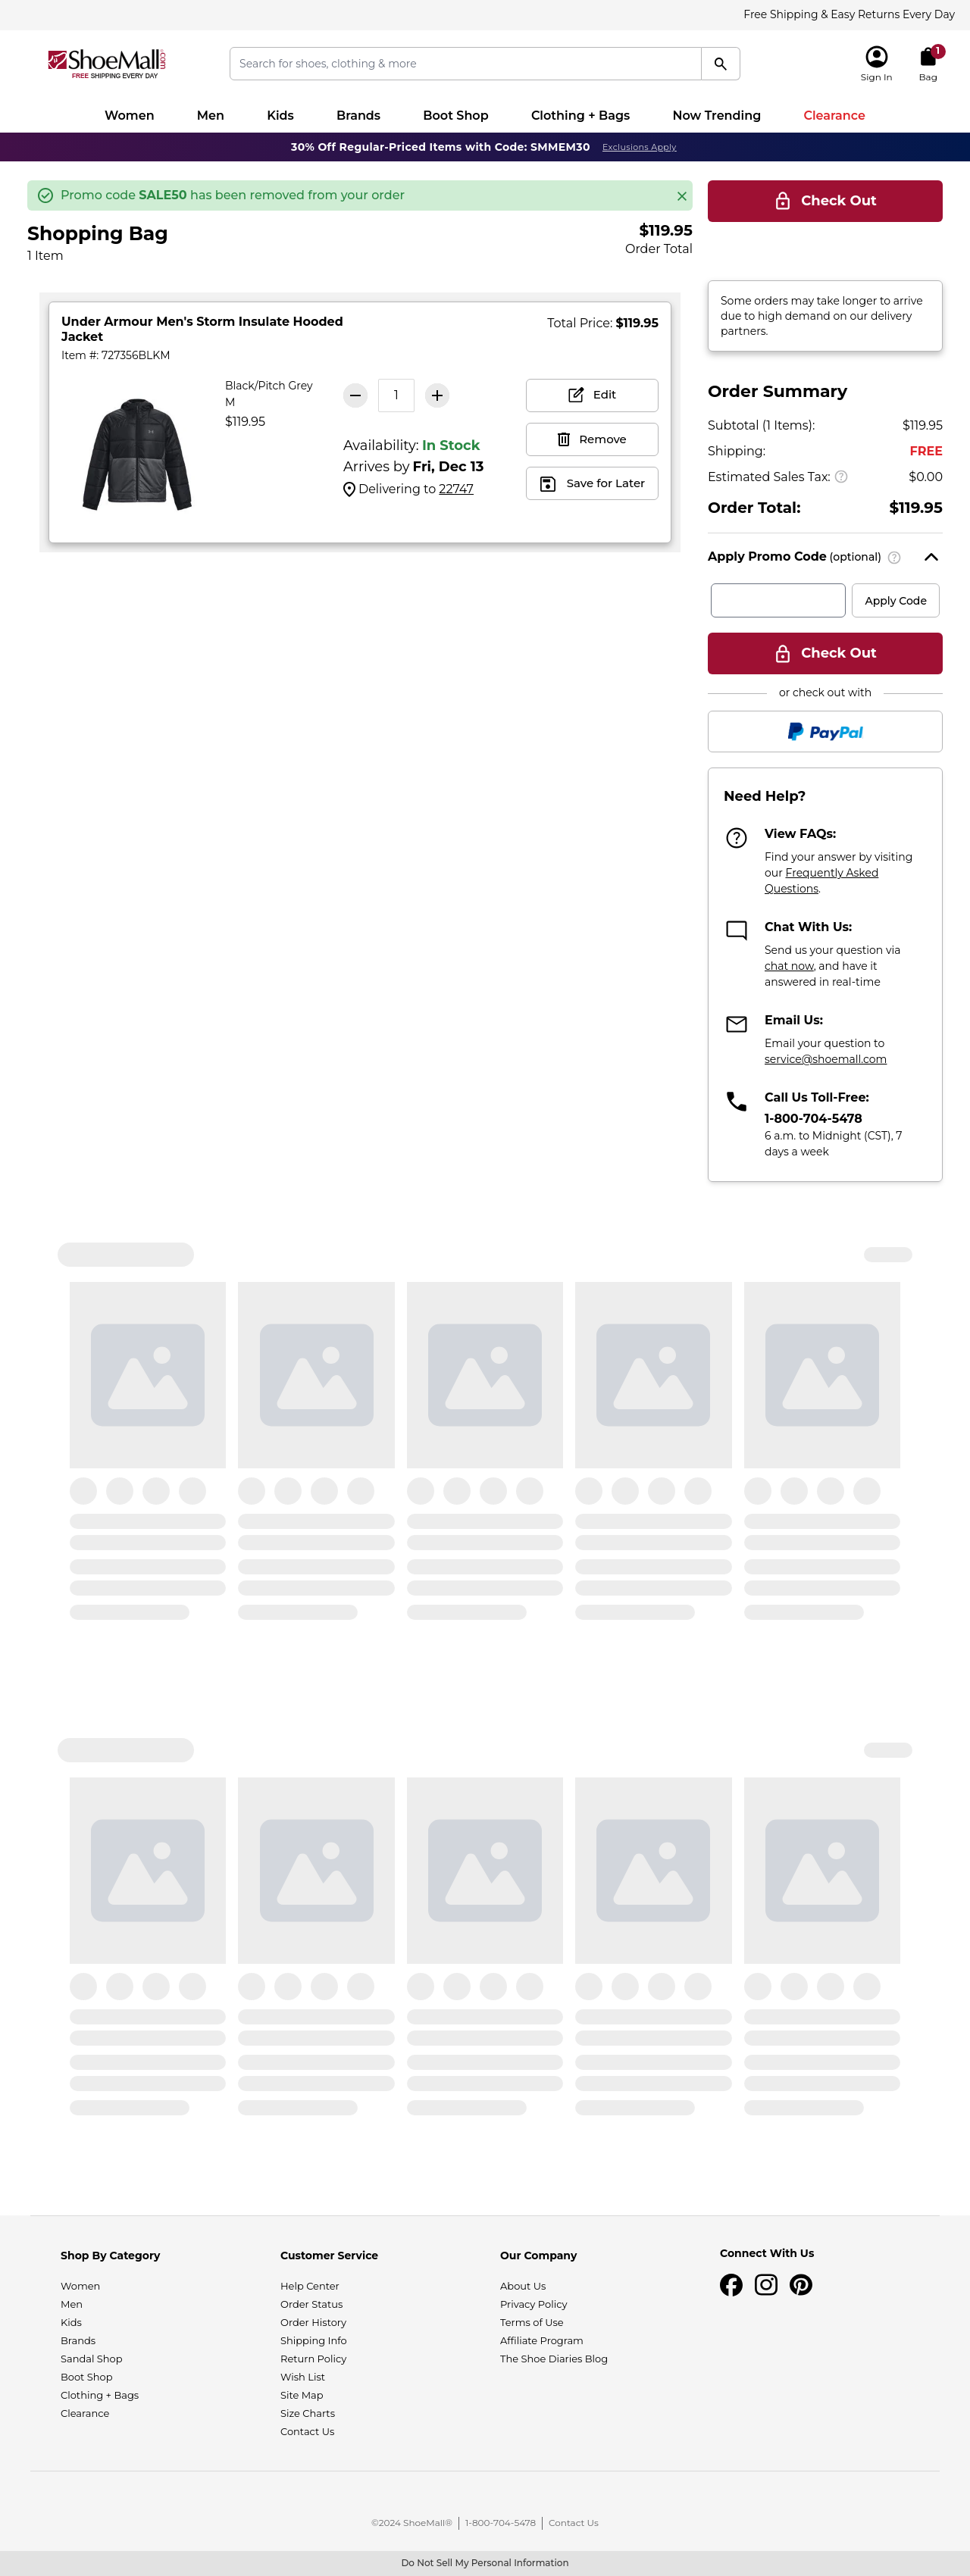 Free Shipping & Easy Returns Every Day
ShoeMall.com
FREE SHIPPING EVERY DAY
Search for shoes, clothing & more
Sign In
1
Bag
Women Men Kids Brands Boot Shop Clothing + Bags Now Trending Clearance
30% Off Regular-Priced Items with Code: SMMEM30 Exclusions Apply
Promo code SALE50 has been removed from your order
Check Out
Shopping Bag
1 Item
$119.95
Order Total
Some orders may take longer to arrive
due to high demand on our delivery
partners.
Under Armour Men's Storm Insulate Hooded
Jacket
Item #: 727356BLKM
Total Price: $119.95
Black/Pitch Grey
M
$119.95
1
Availability: In Stock
Arrives by Fri, Dec 13
Delivering to 22747
Edit
Remove
Save for Later
Order Summary
Subtotal (1 Items): $119.95
Shipping: FREE
Estimated Sales Tax: ? $0.00
Order Total: $119.95
Apply Promo Code (optional) ?
Apply Code
Check Out
or check out with
PayPal
Need Help?
View FAQs:
Find your answer by visiting
our Frequently Asked
Questions.
Chat With Us:
Send us your question via
chat now, and have it
answered in real-time
Email Us:
Email your question to
service@shoemall.com
Call Us Toll-Free:
1-800-704-5478
6 a.m. to Midnight (CST), 7
days a week
Shop By Category
Women
Men
Kids
Brands
Sandal Shop
Boot Shop
Clothing + Bags
Clearance
Customer Service
Help Center
Order Status
Order History
Shipping Info
Return Policy
Wish List
Site Map
Size Charts
Contact Us
Our Company
About Us
Privacy Policy
Terms of Use
Affiliate Program
The Shoe Diaries Blog
Connect With Us
©2024 ShoeMall® 1-800-704-5478 Contact Us
Do Not Sell My Personal Information